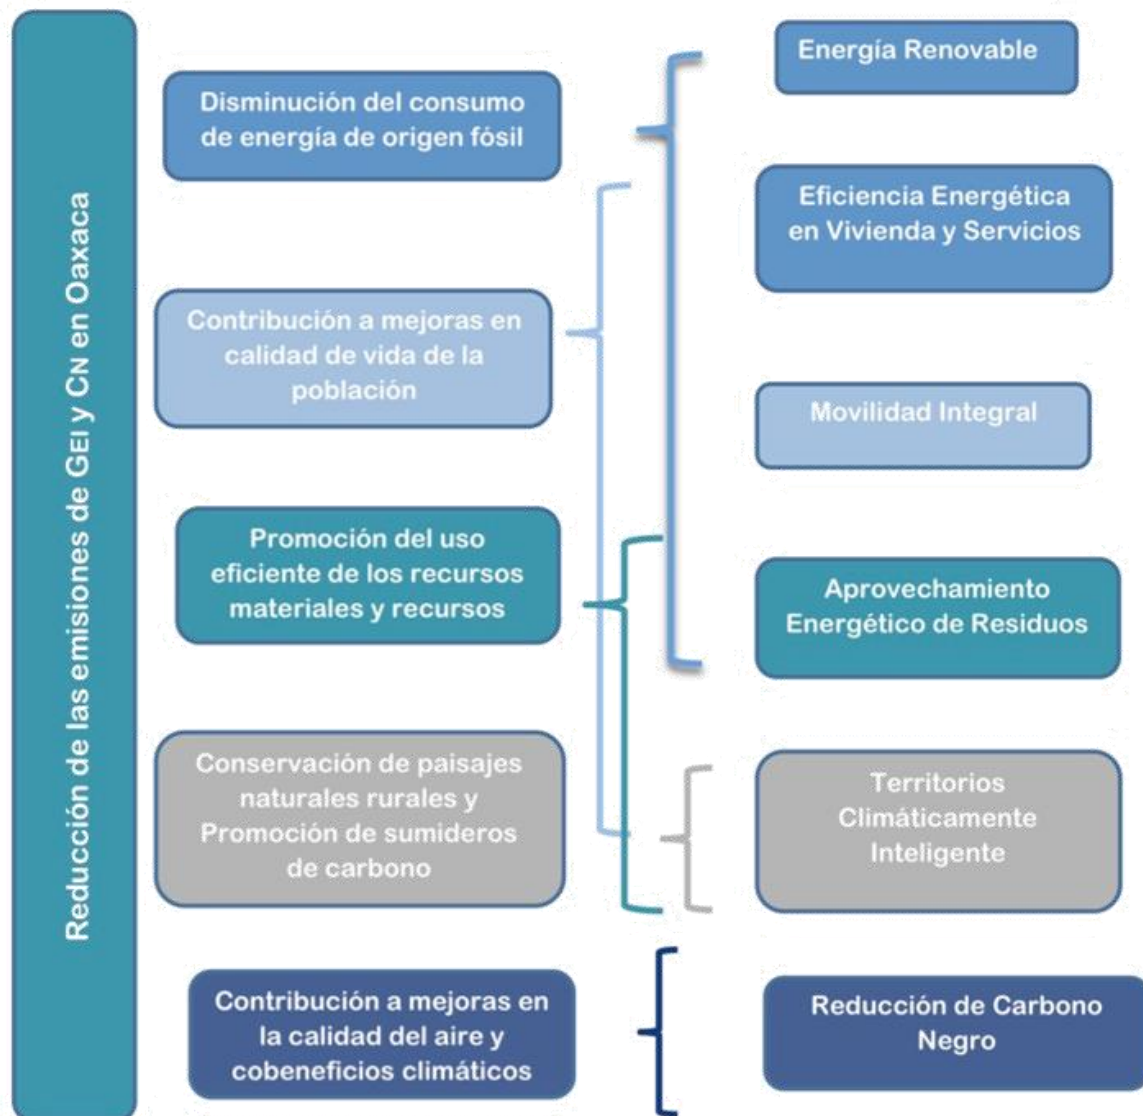 Reducción de las emisiones de GEI y CN en Oaxaca
Disminución del consumo
de energía de origen fósil
Contribución a mejoras en
calidad de vida de la
población
Promoción del uso
eficiente de los recursos
materiales y recursos
Conservación de paisajes
naturales rurales y
Promoción de sumideros
de carbono
Contribución a mejoras en
la calidad del aire y
cobeneficios climáticos
Energía Renovable
Eficiencia Energética
en Vivienda y Servicios
Movilidad Integral
Aprovechamiento
Energético de Residuos
Territorios
Climáticamente
Inteligente
Reducción de Carbono
Negro